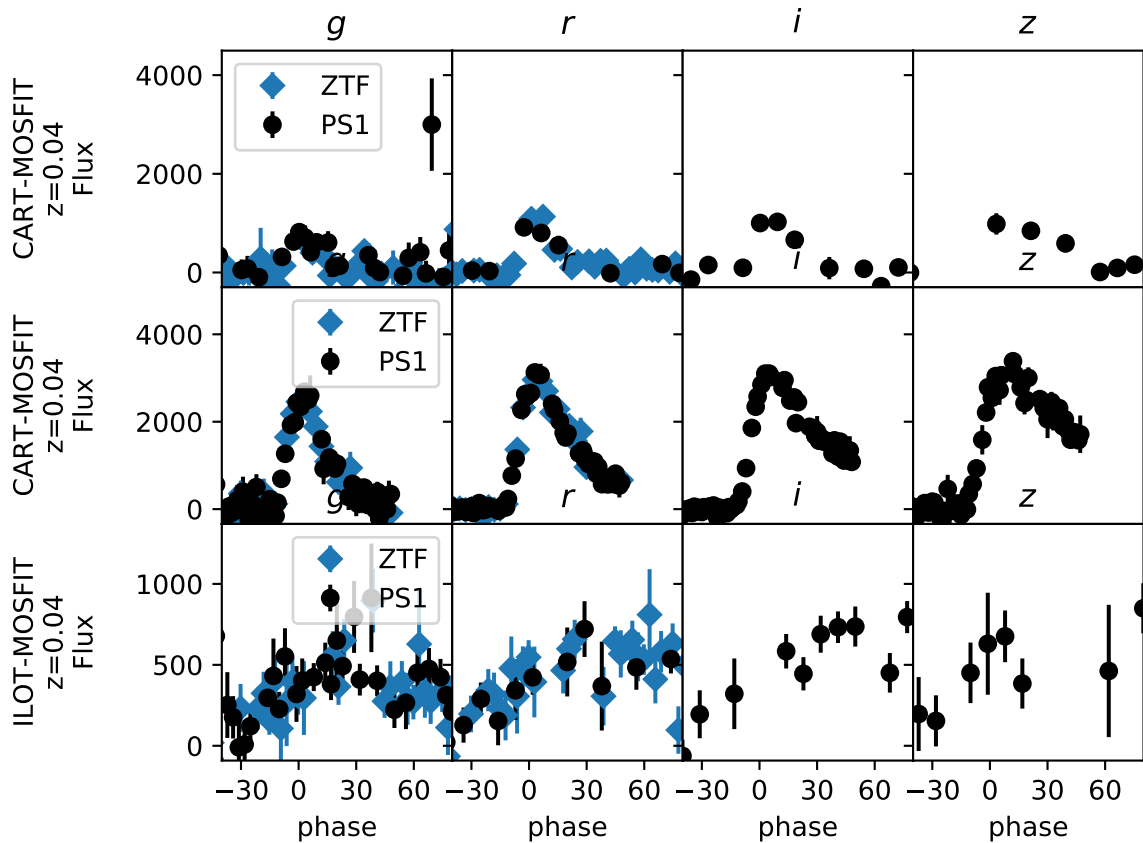 g r i z
CART-MOSFIT
z=0.04
Flux
4000
2000
0
ZTF
PS1
g r i z
CART-MOSFIT
z=0.04
Flux
4000
2000
0
ZTF
PS1
g r i z
ILOT-MOSFIT
z=0.04
Flux
1000
500
0
ZTF
PS1
−30 0 30 60 −30 0 30 60 −30 0 30 60 −30 0 30 60
phase phase phase phase